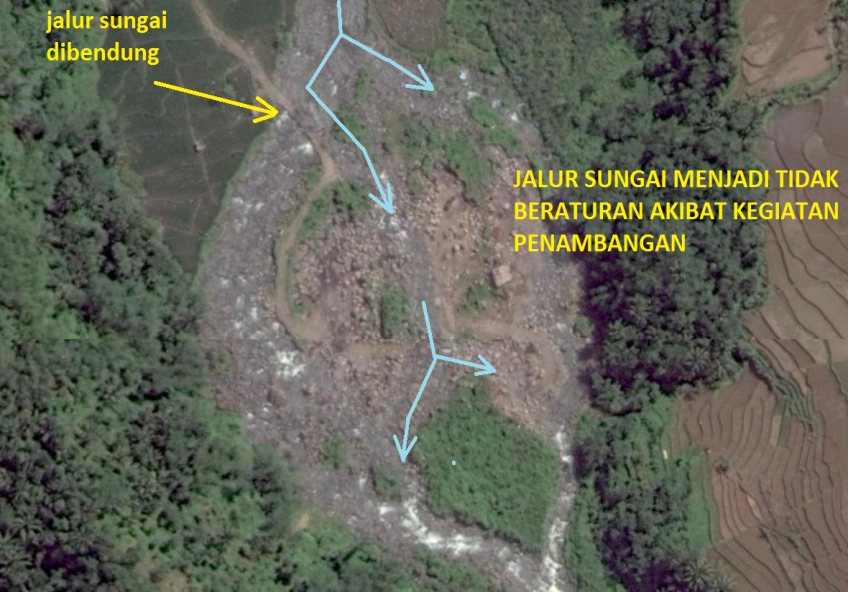 jalur sungai
dibendung
JALUR SUNGAI MENJADI TIDAK
BERATURAN AKIBAT KEGIATAN
PENAMBANGAN